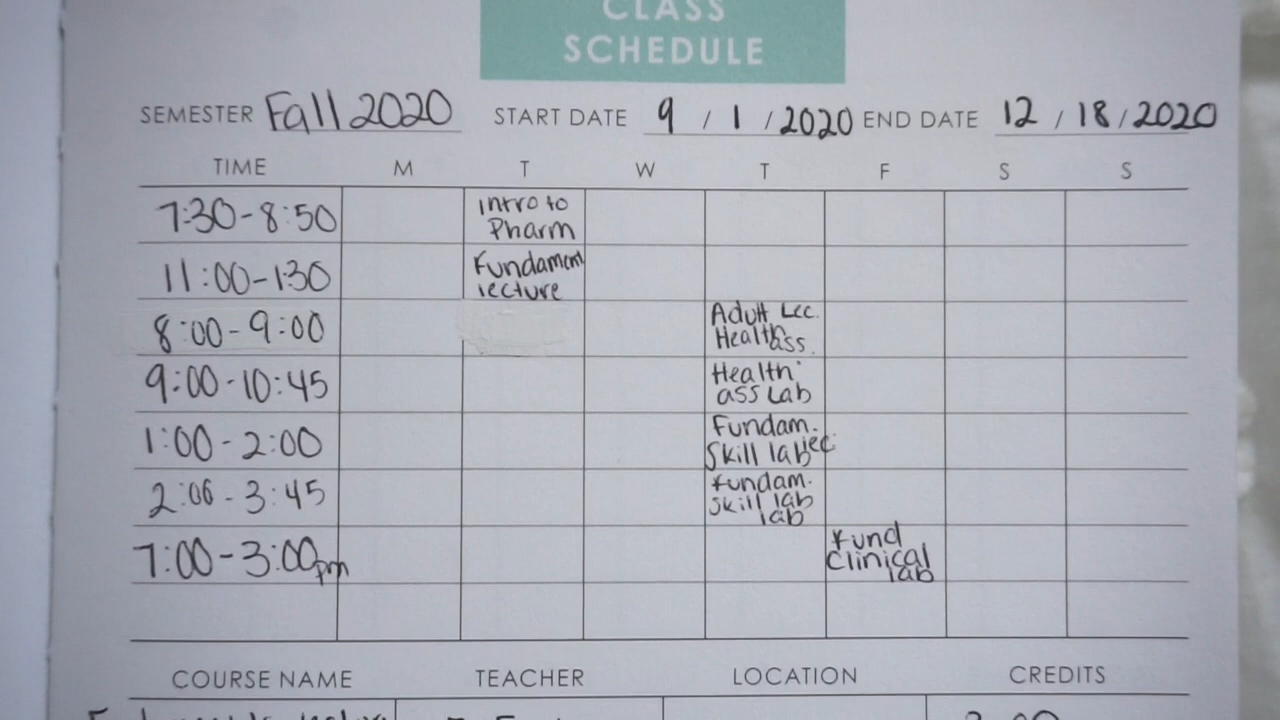 CLASS
SCHEDULE
SEMESTER Fall 2020 START DATE 9 / 1 / 2020 END DATE 12 / 18 / 2020
TIME M T W T F S S
7:30-8:50 Intro to
Pharm
11:00-1:30 Fundament
lecture
8:00-9:00 Adult Lec.
Health ass.
9:00-10:45 Health
ass Lab
1:00-2:00 Fundam.
Skill lab lec.
2:00-3:45 Fundam.
Skill lab
lab
7:00-3:00pm Fund
Clinical
lab
COURSE NAME TEACHER LOCATION CREDITS